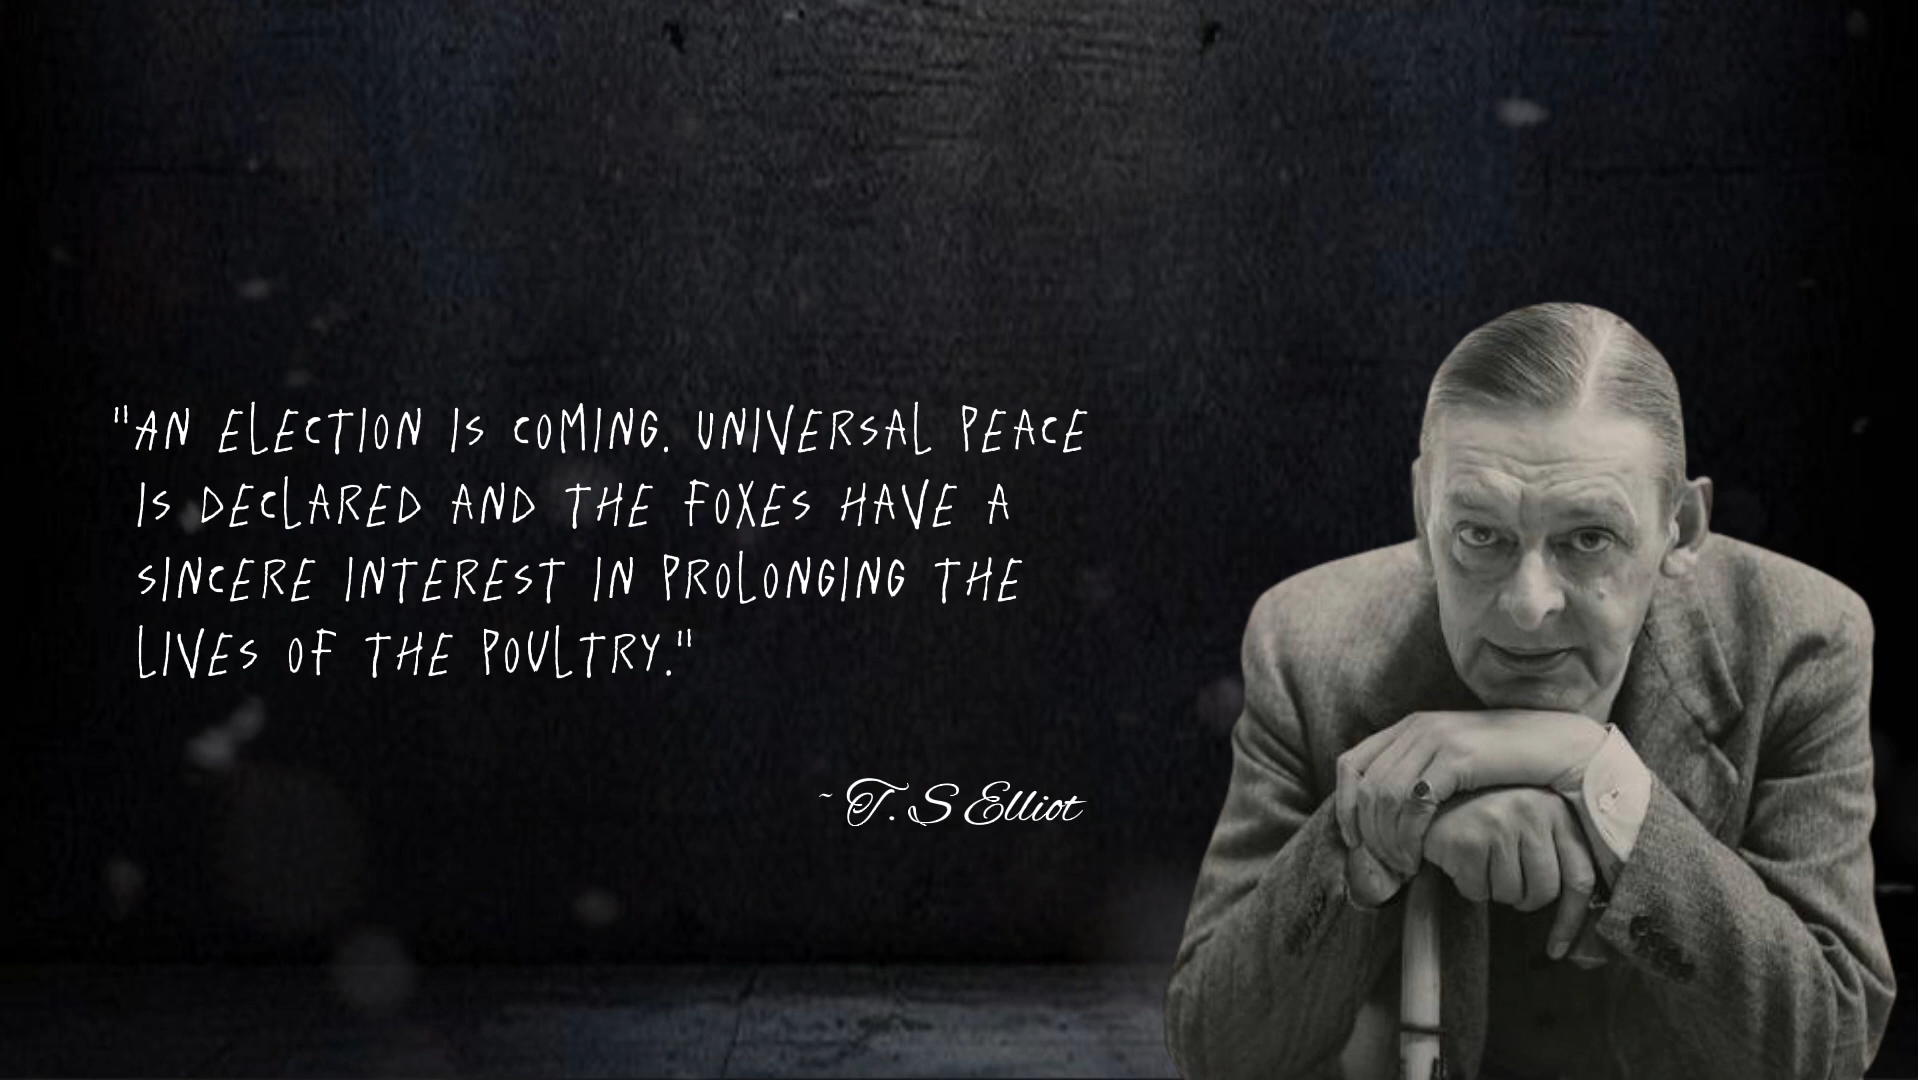 "AN ELECTION IS COMING. UNIVERSAL PEACE
IS DECLARED AND THE FOXES HAVE A
SINCERE INTEREST IN PROLONGING THE
LIVES OF THE POULTRY."
~ T. S Elliot